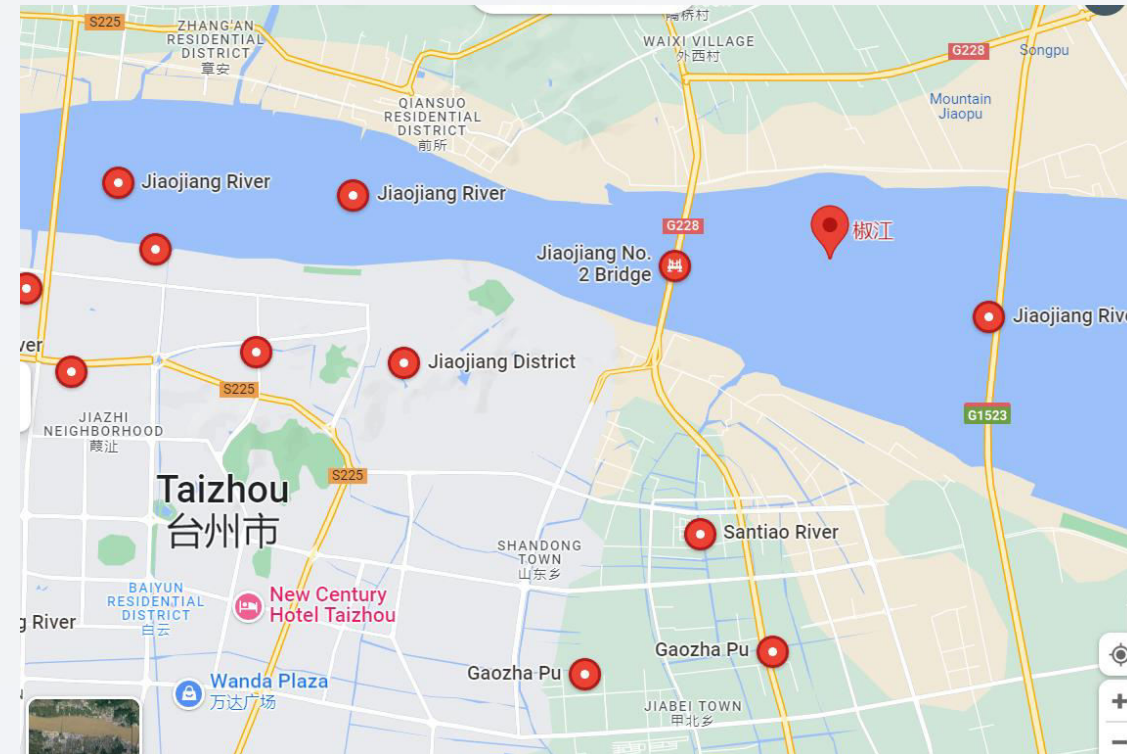 S225
ZHANG'AN
RESIDENTIAL
DISTRICT
章安
桥村
WAIXI VILLAGE
外西村
G228
Songpu
QIANSUO
RESIDENTIAL
DISTRICT
前所
Mountain
Jiaopu
Jiaojiang River
Jiaojiang River
G228
椒江
Jiaojiang No.
2 Bridge
Jiaojiang Riv
ver
Jiaojiang District
S225
G1523
JIAZHI
NEIGHBORHOOD
葭沚
S225
Taizhou
台州市
Santiao River
SHANDONG
TOWN
山东乡
BAIYUN
RESIDENTIAL
DISTRICT
白云
New Century
Hotel Taizhou
g River
Gaozha Pu
Gaozha Pu
Wanda Plaza
万达广场
JIABEI TOWN
甲北乡